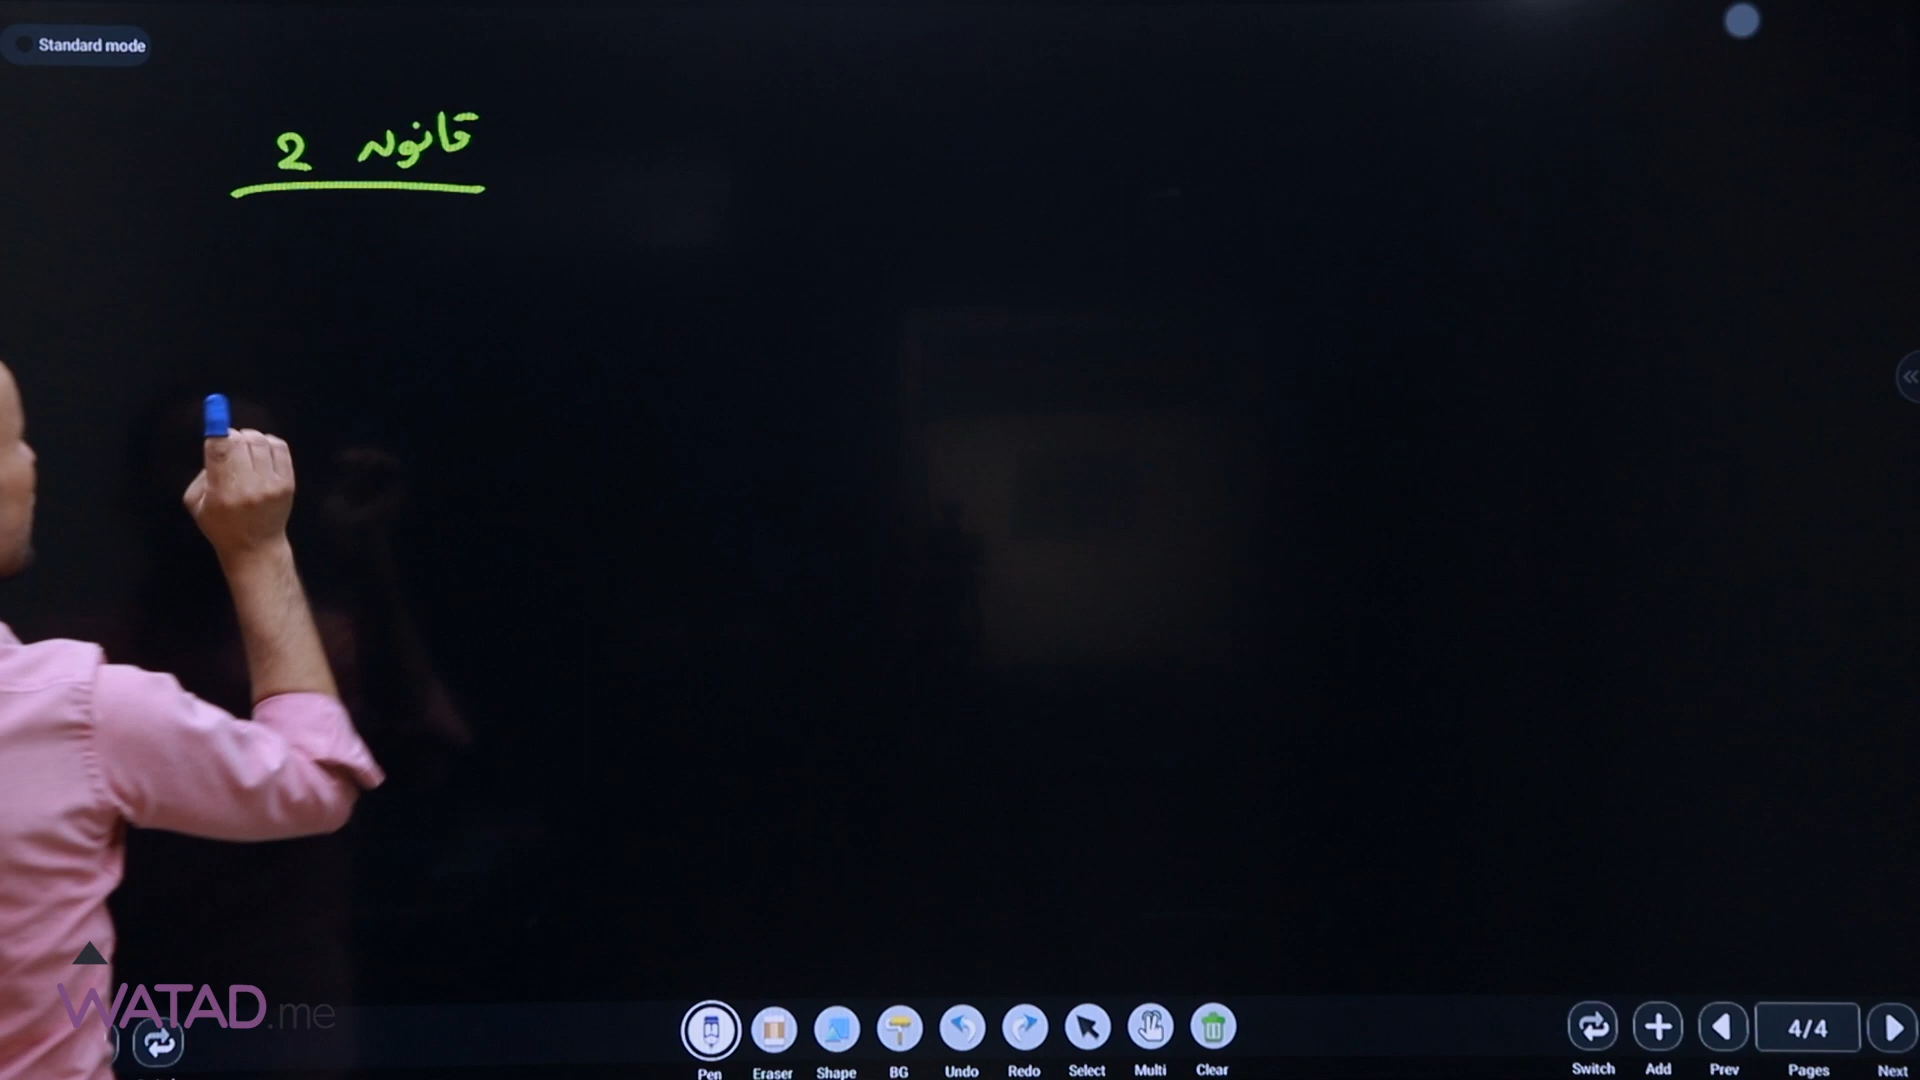 Standard mode
قانون 2
WATAD.me
Pen Eraser Shape BG Undo Redo Select Multi Clear
4/4
Switch Add Prev Pages Next